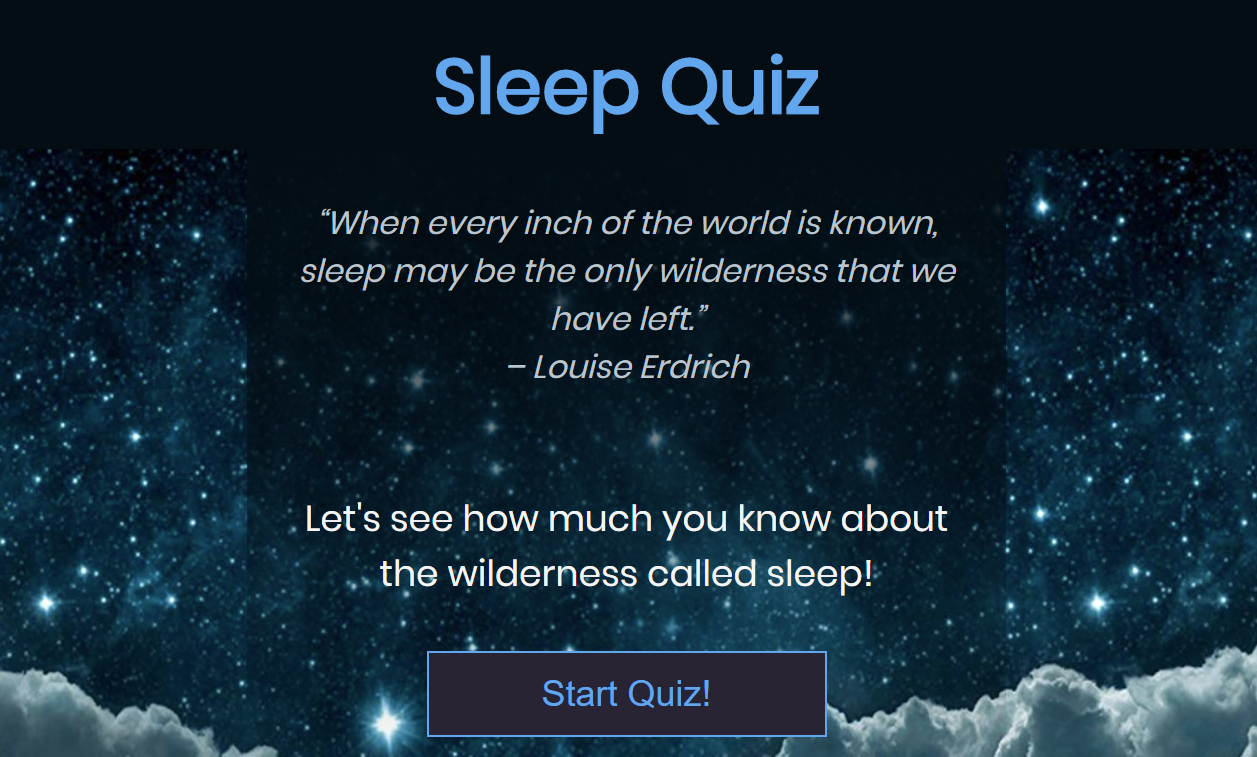 Sleep Quiz
“When every inch of the world is known,
sleep may be the only wilderness that we
have left.”
– Louise Erdrich
Let's see how much you know about
the wilderness called sleep!
Start Quiz!